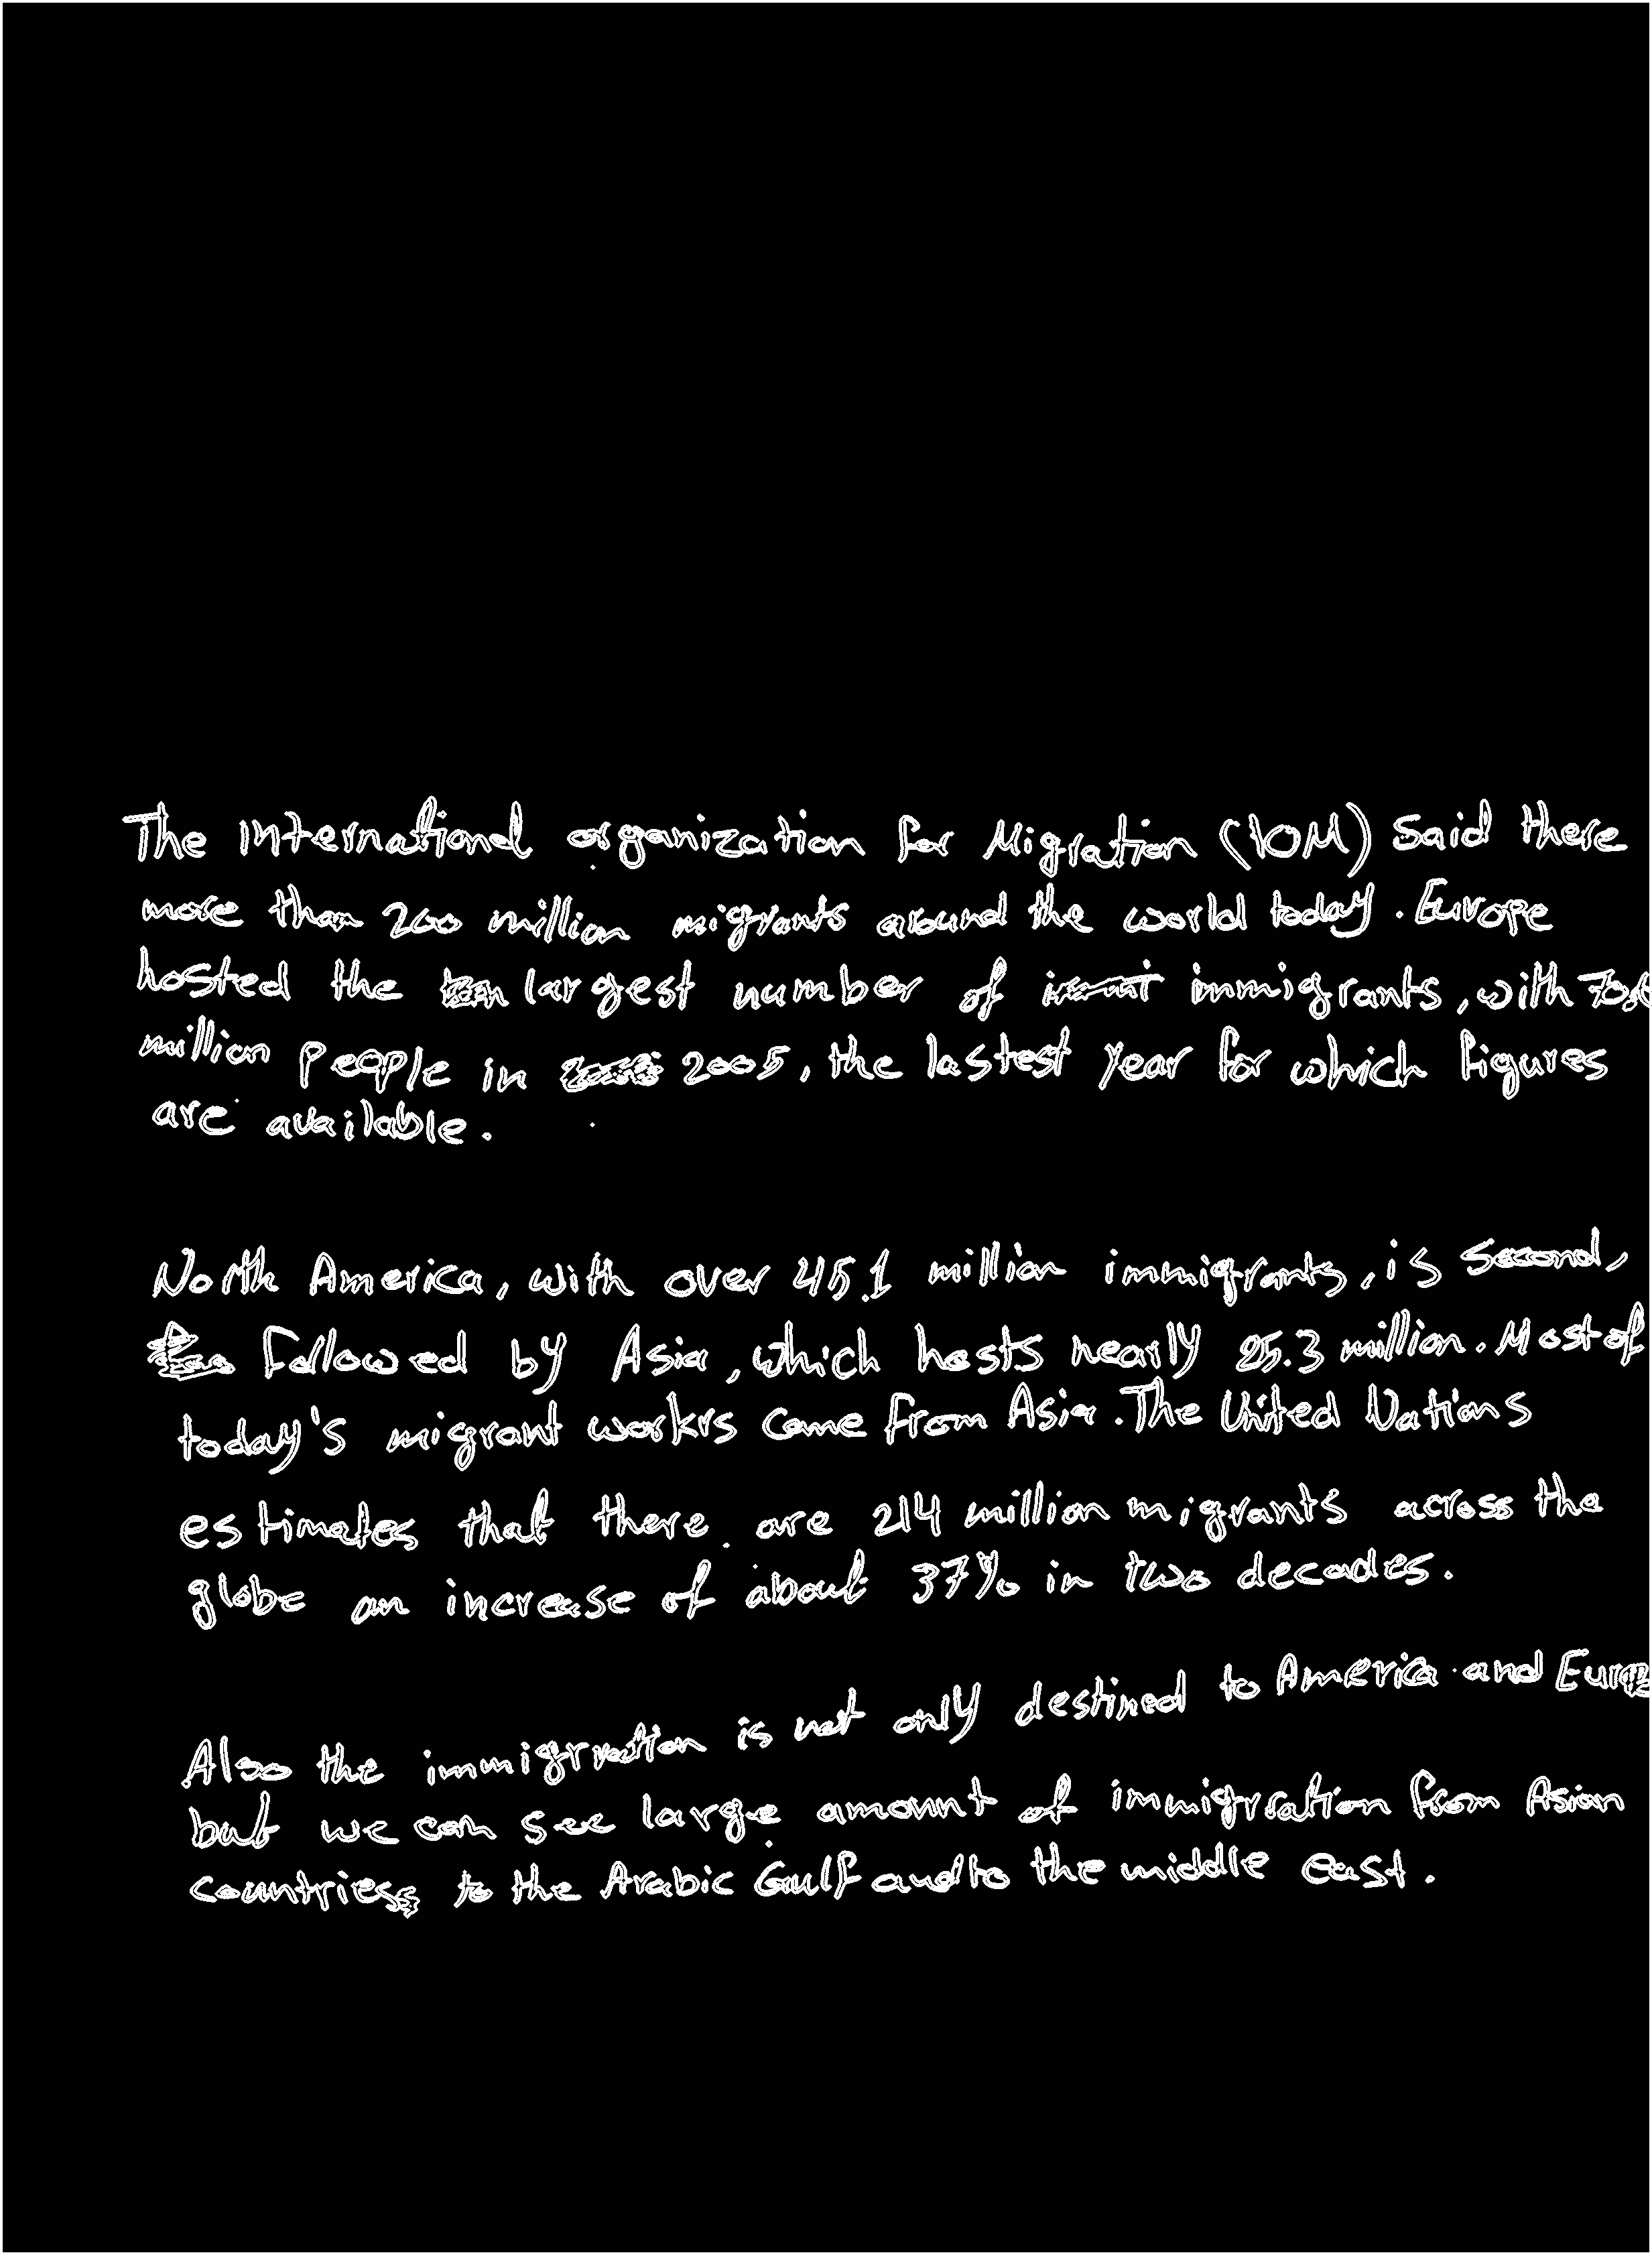 The International organization for Migration (IOM) Said there
more than 200 million migrants around the world today. Europe
hosted the largest number of immigrants, with
million people in 2005, the lastest year for which figures
are available.
North America, with over 45.1 million immigrants, is second,
followed by Asia, which hosts nearly 25.3 million. Most of
today's migrant workrs come from Asia. The United Nations
estimates that there are 214 million migrants across the
globe an increase of about 37% in two decades.
Also the immigration is not only destined to America and Europe
but we can see large amount of immigration from Asian
countries to the Arabic Gulf and to the middle east.